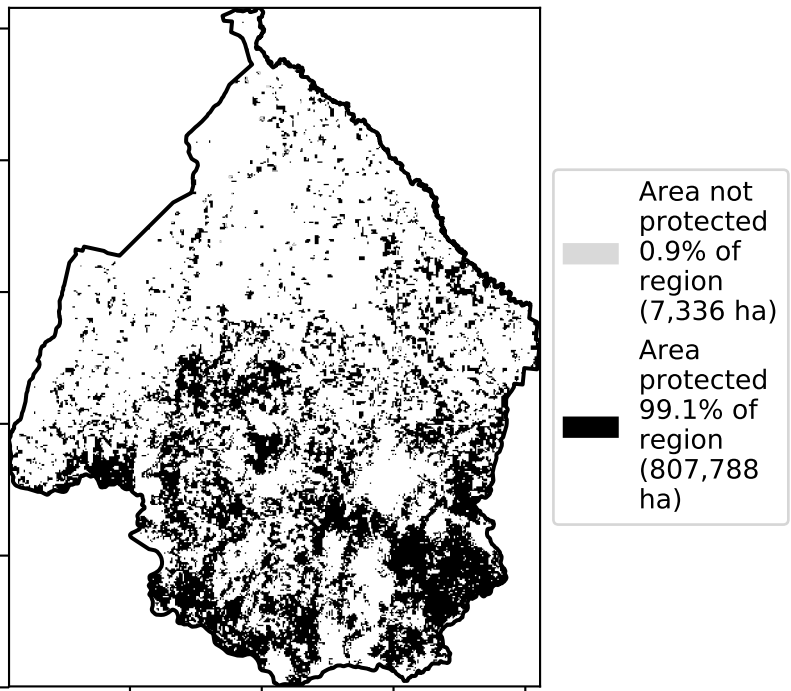 Area not
protected
0.9% of
region
(7,336 ha)
Area
protected
99.1% of
region
(807,788
ha)